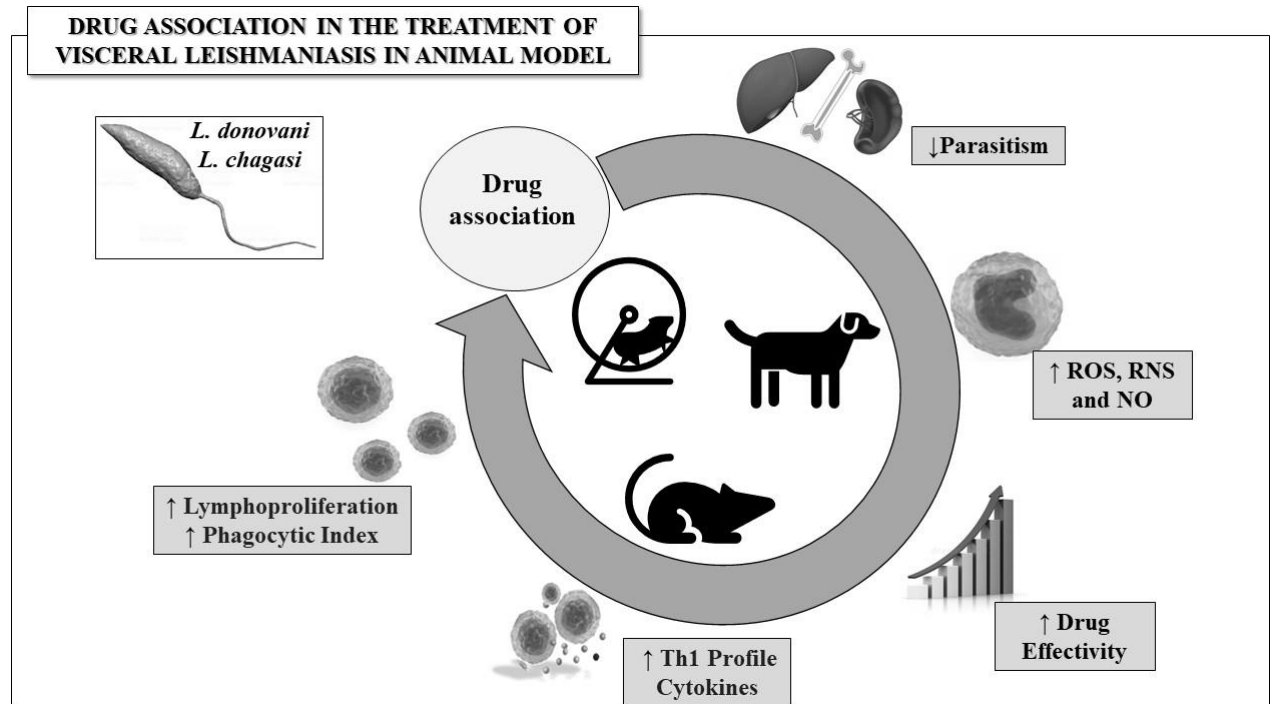 DRUG ASSOCIATION IN THE TREATMENT OF
VISCERAL LEISHMANIASIS IN ANIMAL MODEL
L. donovani
L. chagasi
Drug
association
↓Parasitism
↑ ROS, RNS
and NO
↑ Drug
Effectivity
↑ Th1 Profile
Cytokines
↑ Lymphoproliferation
↑ Phagocytic Index